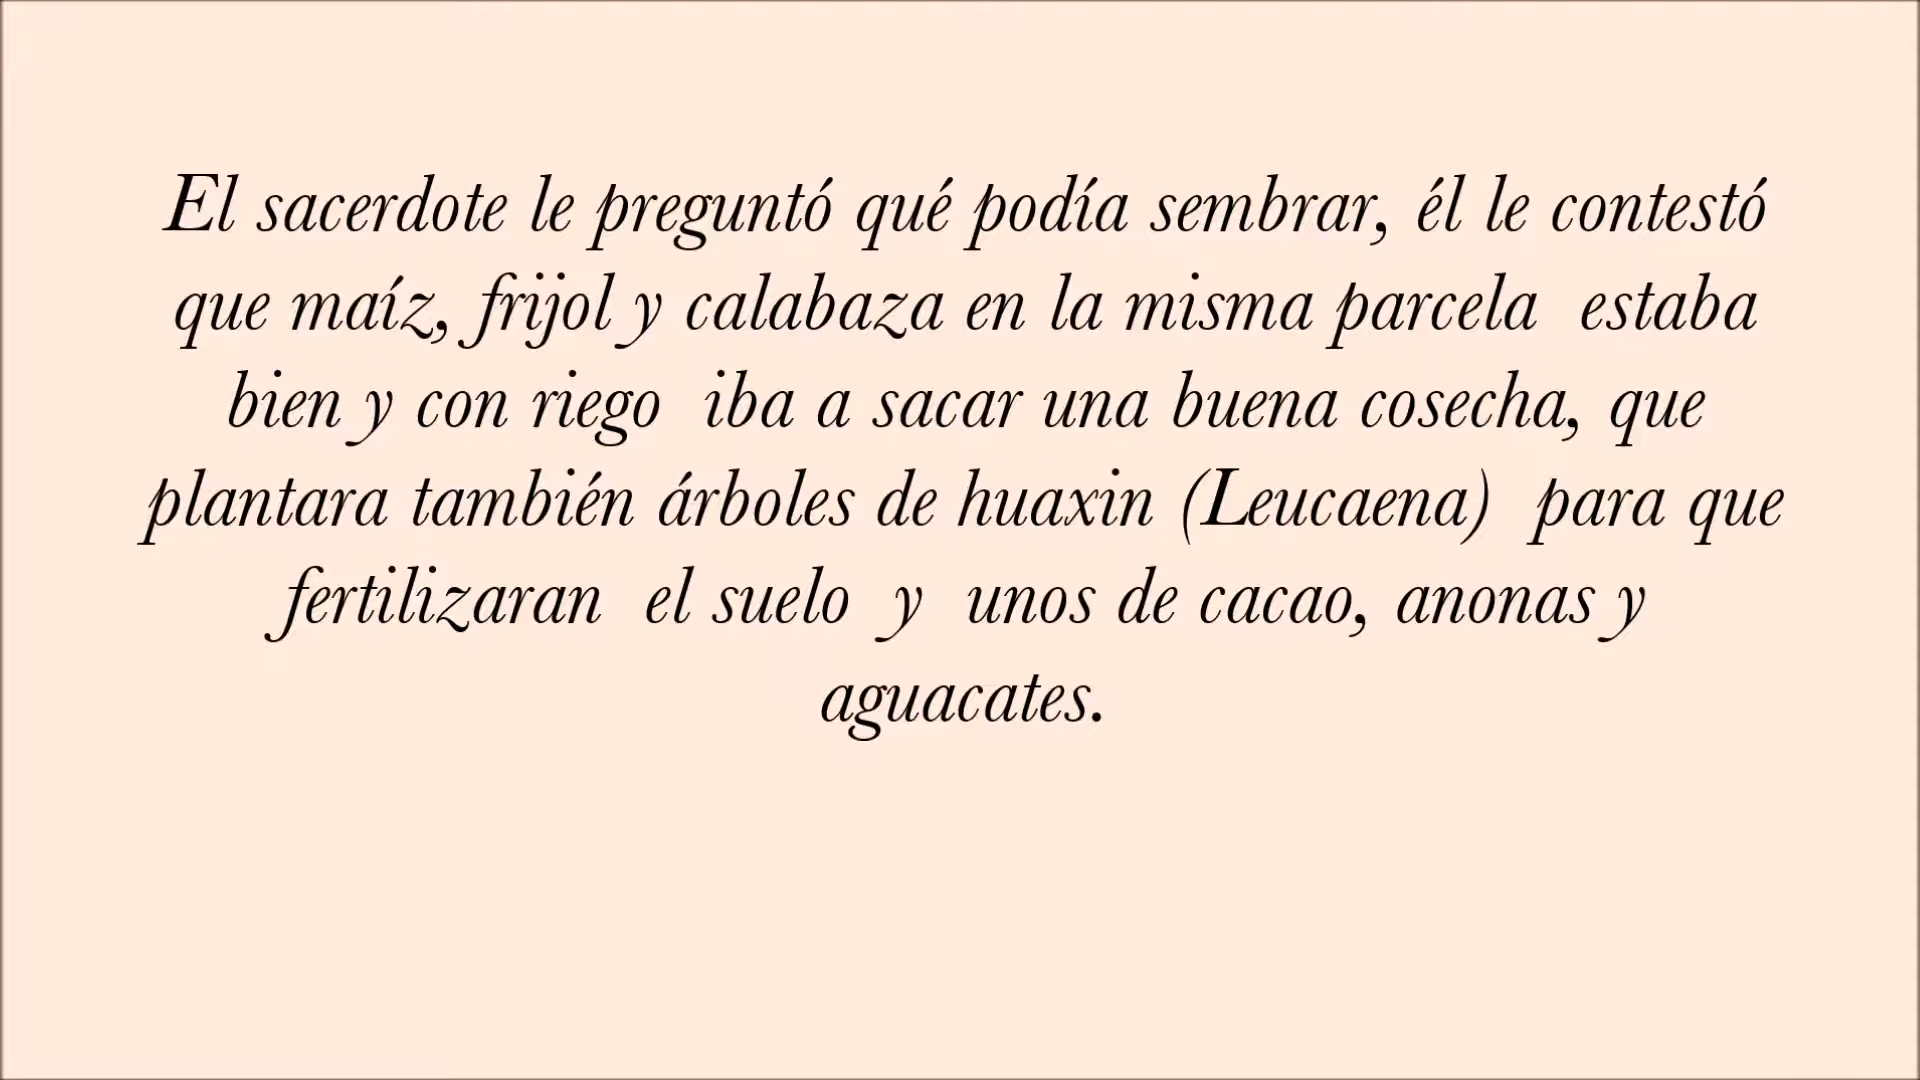 El sacerdote le preguntó qué podía sembrar, él le contestó
que maíz, frijol y calabaza en la misma parcela  estaba
bien y con riego  iba a sacar una buena cosecha, que
plantara también árboles de huaxin (Leucaena)  para que
fertilizaran  el suelo  y  unos de cacao, anonas y
aguacates.